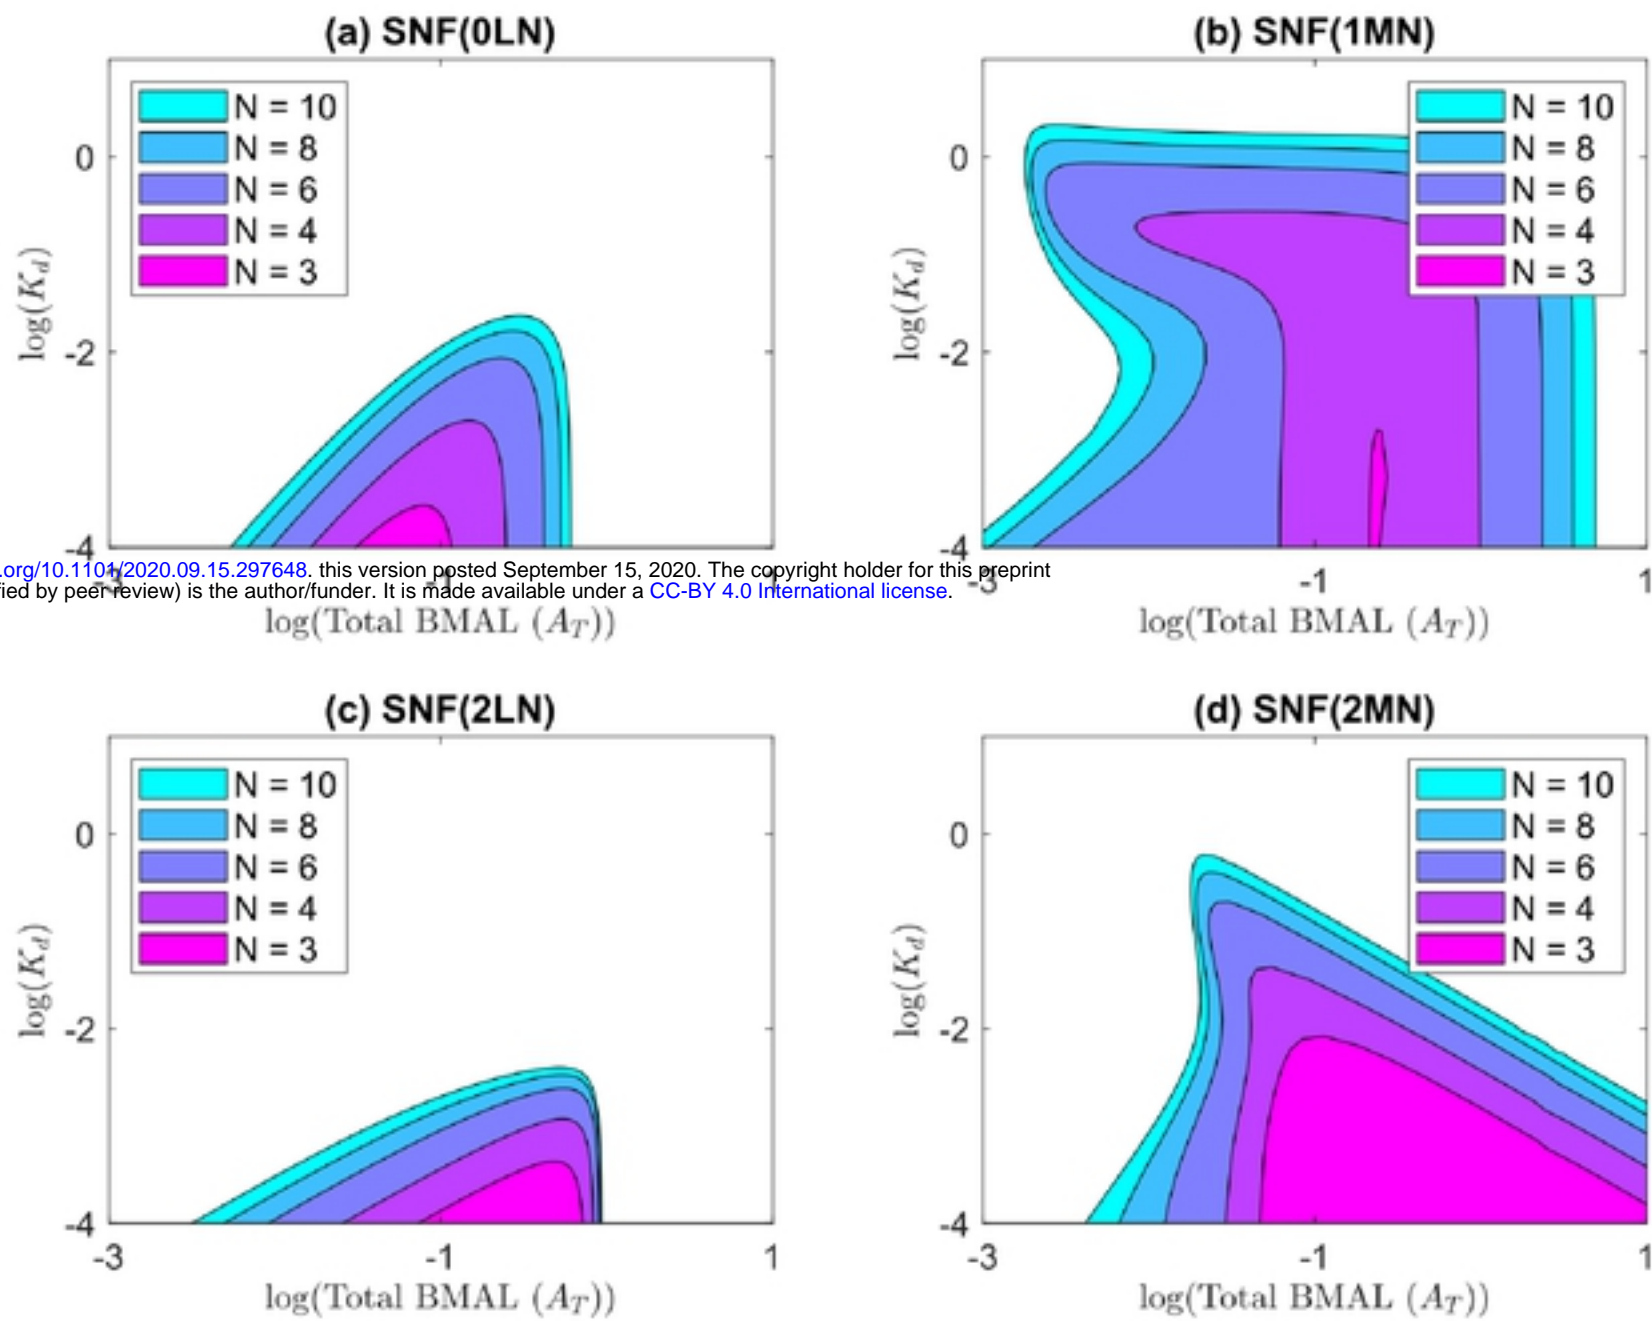 (a) SNF(0LN)
N = 10
N = 8
N = 6
N = 4
N = 3
0
-2
-4
log(K_d)
-3
-1
1
log(Total BMAL (A_T))
(b) SNF(1MN)
N = 10
N = 8
N = 6
N = 4
N = 3
0
-2
-4
log(K_d)
-3
-1
1
log(Total BMAL (A_T))
.org/10.1101/2020.09.15.297648. this version posted September 15, 2020. The copyright holder for this preprint
fied by peer review) is the author/funder. It is made available under a CC-BY 4.0 International license.
(c) SNF(2LN)
N = 10
N = 8
N = 6
N = 4
N = 3
0
-2
-4
log(K_d)
-3
-1
1
log(Total BMAL (A_T))
(d) SNF(2MN)
N = 10
N = 8
N = 6
N = 4
N = 3
0
-2
-4
log(K_d)
-3
-1
1
log(Total BMAL (A_T))